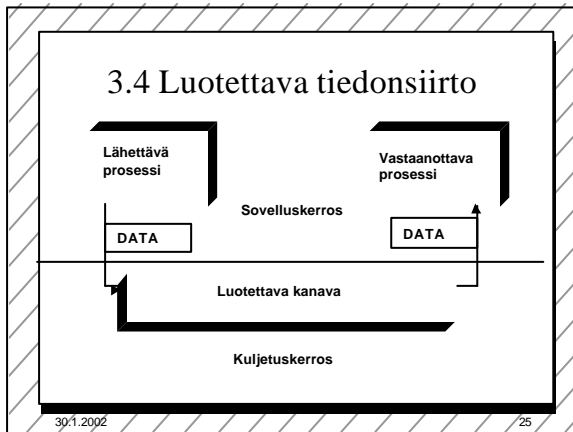 3.4 Luotettava tiedonsiirto
Lähettävä
prosessi
Vastaanottava
prosessi
Sovelluskerros
DATA
DATA
Luotettava kanava
Kuljetuskerros
30.1.2002
25